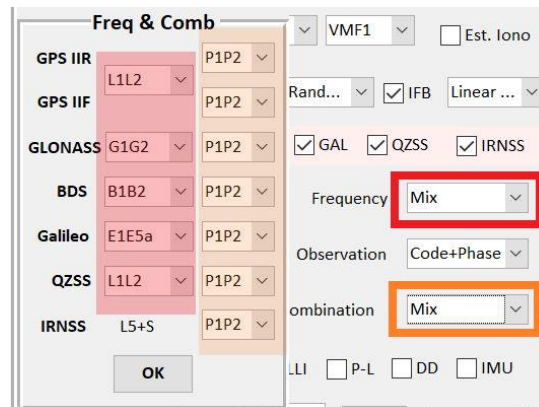 Freq & Comb
GPS IIR L1L2 P1P2
GPS IIF P1P2
GLONASS G1G2 P1P2
BDS B1B2 P1P2
Galileo E1E5a P1P2
QZSS L1L2 P1P2
IRNSS L5+S P1P2
OK
VMF1 Est. Iono
Rand... IFB Linear ...
GAL QZSS IRNSS
Frequency Mix
Observation Code+Phase
ombination Mix
LLI P-L DD IMU